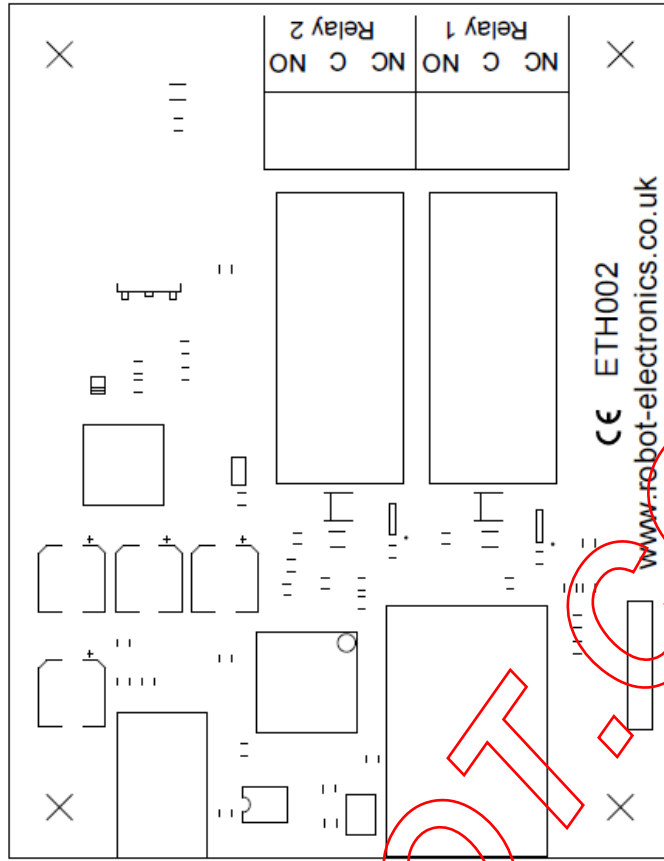 Relay 2
Relay 1
NO C NC NO C NC
CE ETH002
www.robot-electronics.co.uk